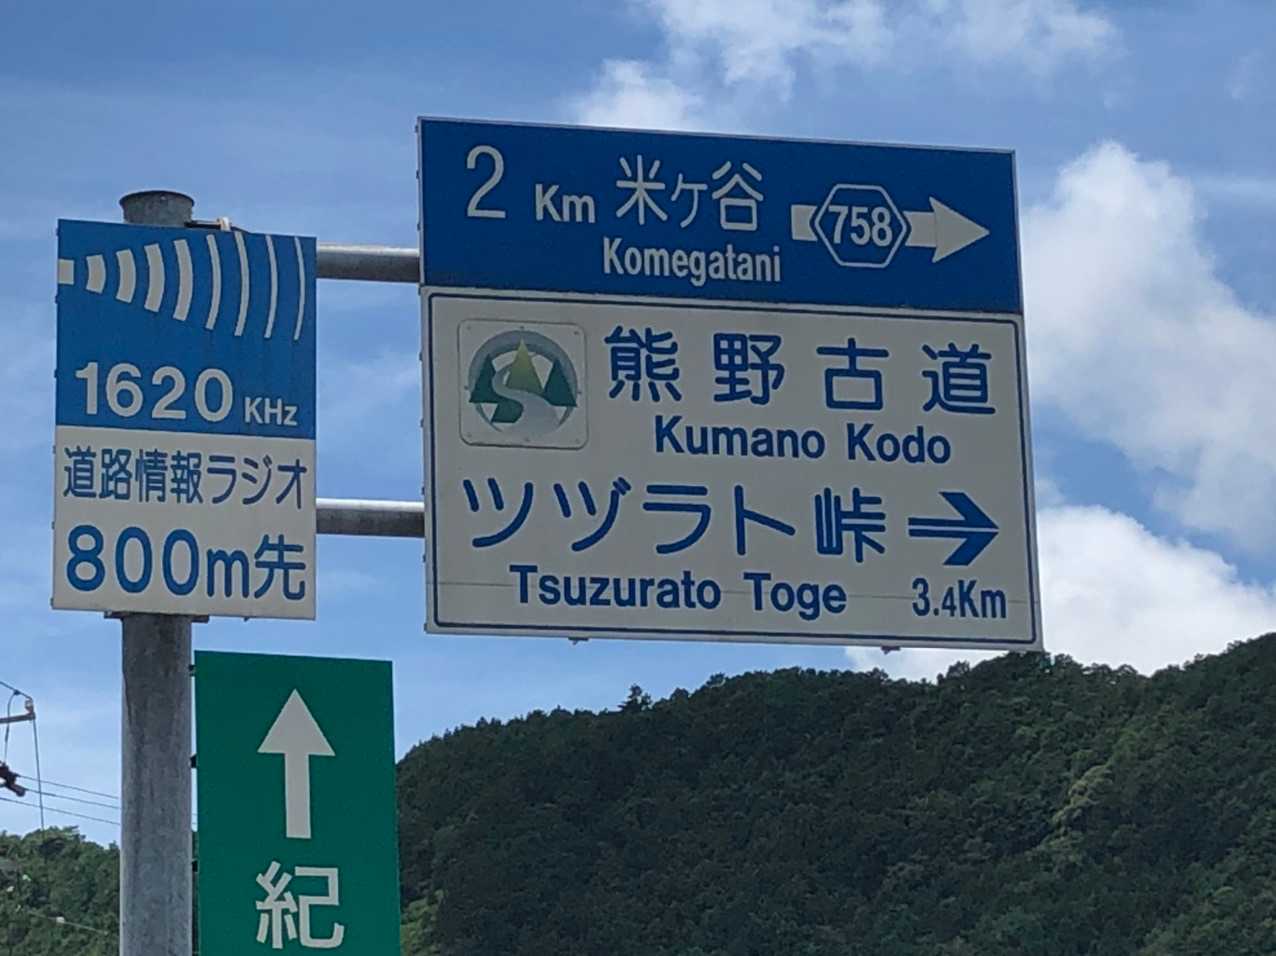 2 Km 米ヶ谷 758
Komegatani
熊野古道
Kumano Kodo
ツヅラト峠
Tsuzurato Toge 3.4Km
1620 KHz
道路情報ラジオ
800m先
紀